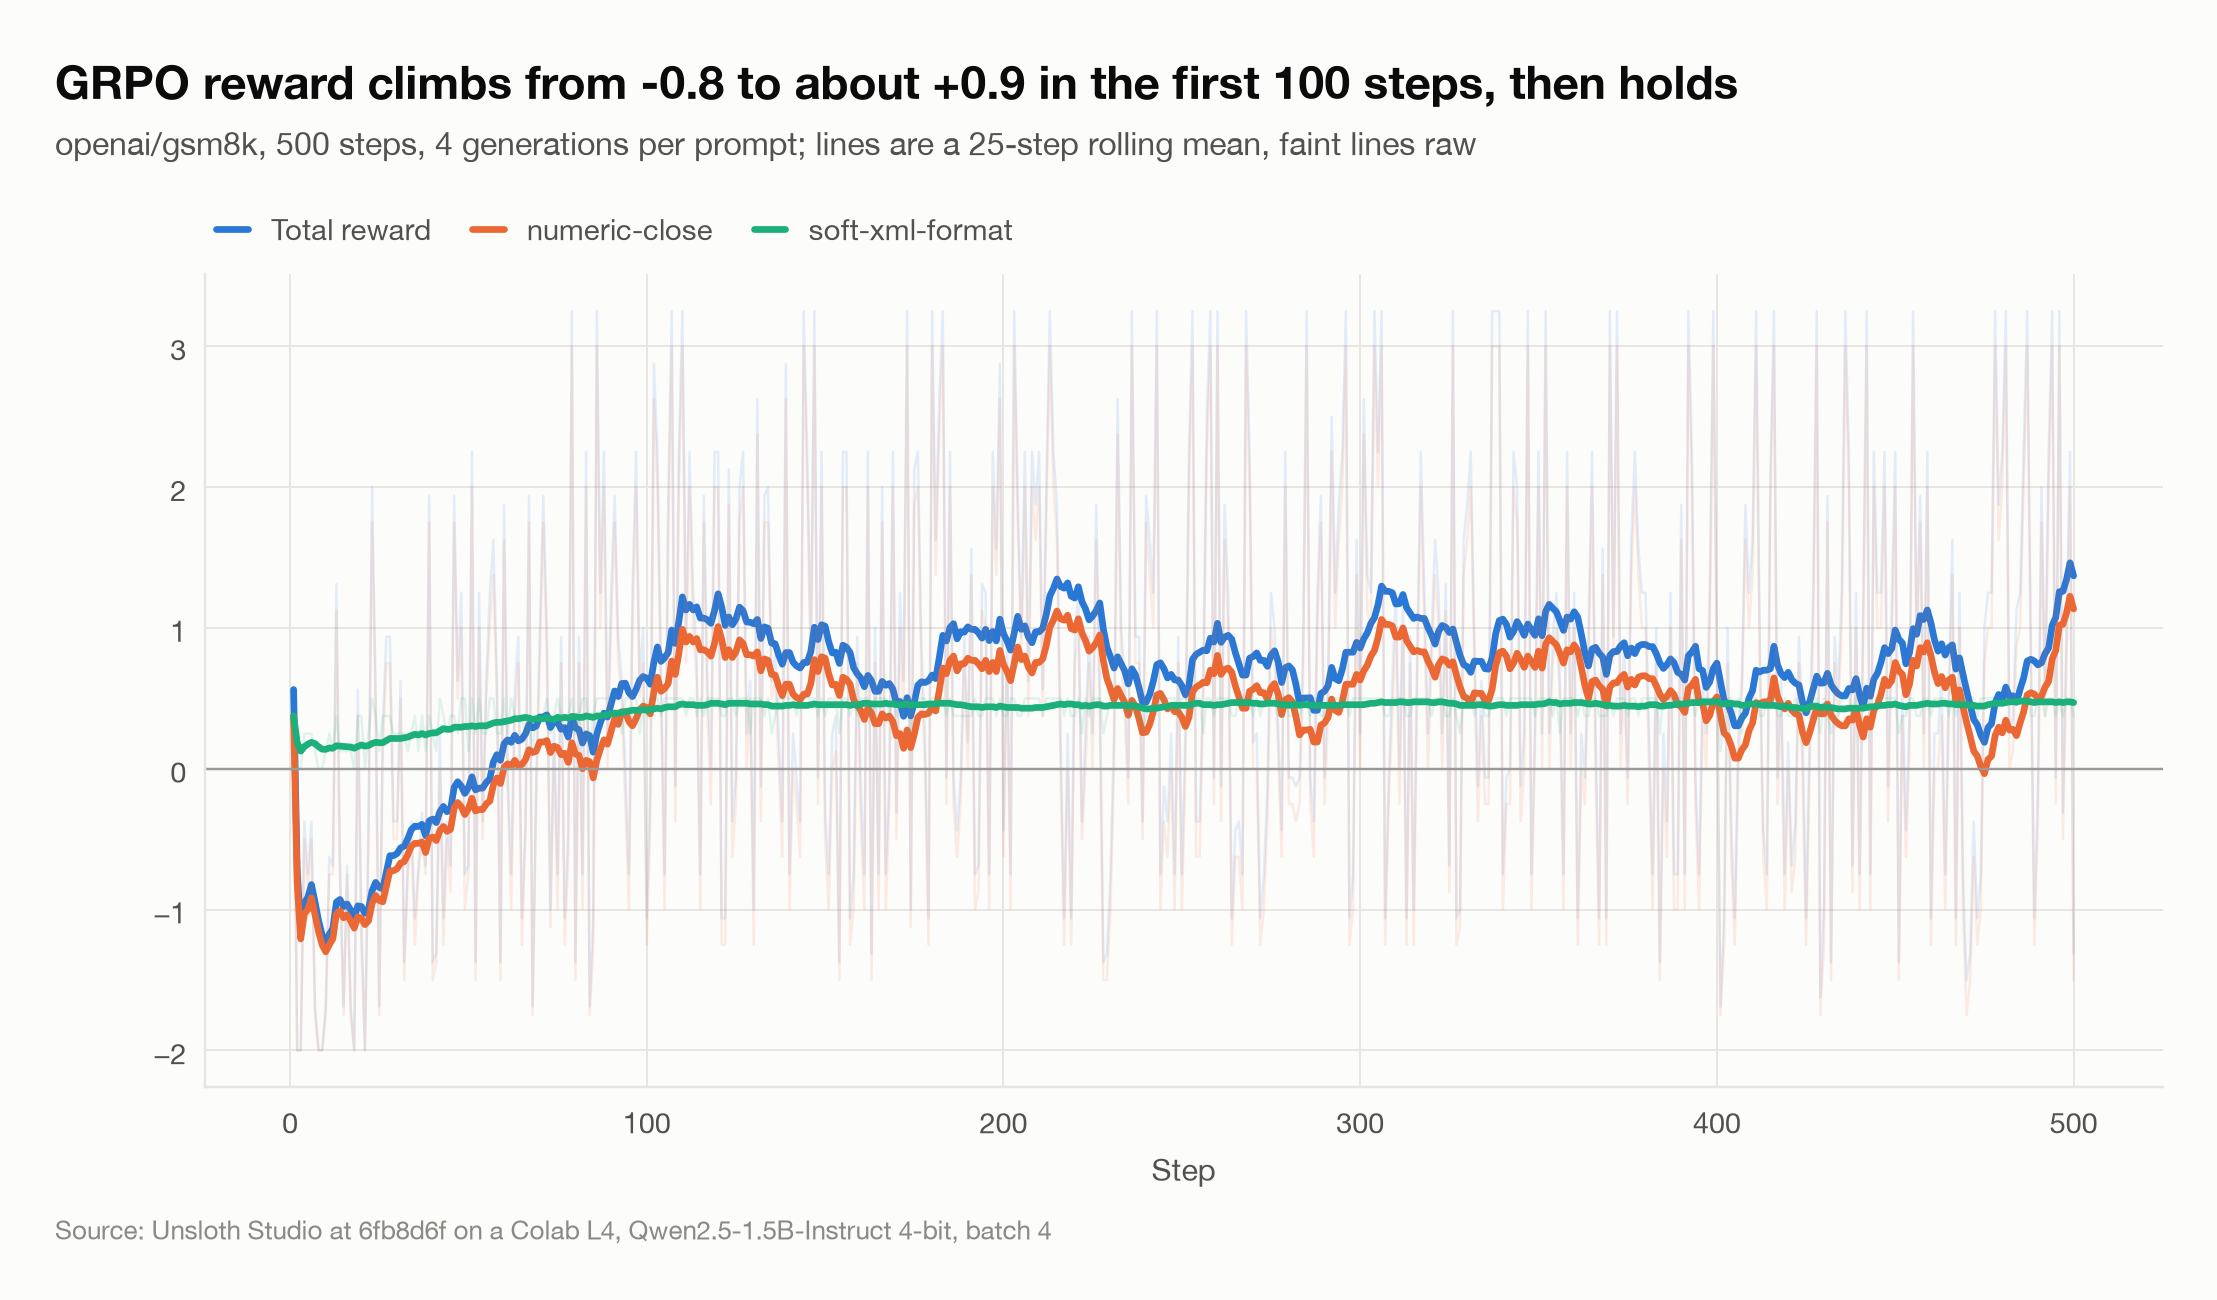 GRPO reward climbs from -0.8 to about +0.9 in the first 100 steps, then holds
openai/gsm8k, 500 steps, 4 generations per prompt; lines are a 25-step rolling mean, faint lines raw
Total reward numeric-close soft-xml-format
3
2
1
0
−1
−2
0 100 200 300 400 500
Step
Source: Unsloth Studio at 6fb8d6f on a Colab L4, Qwen2.5-1.5B-Instruct 4-bit, batch 4